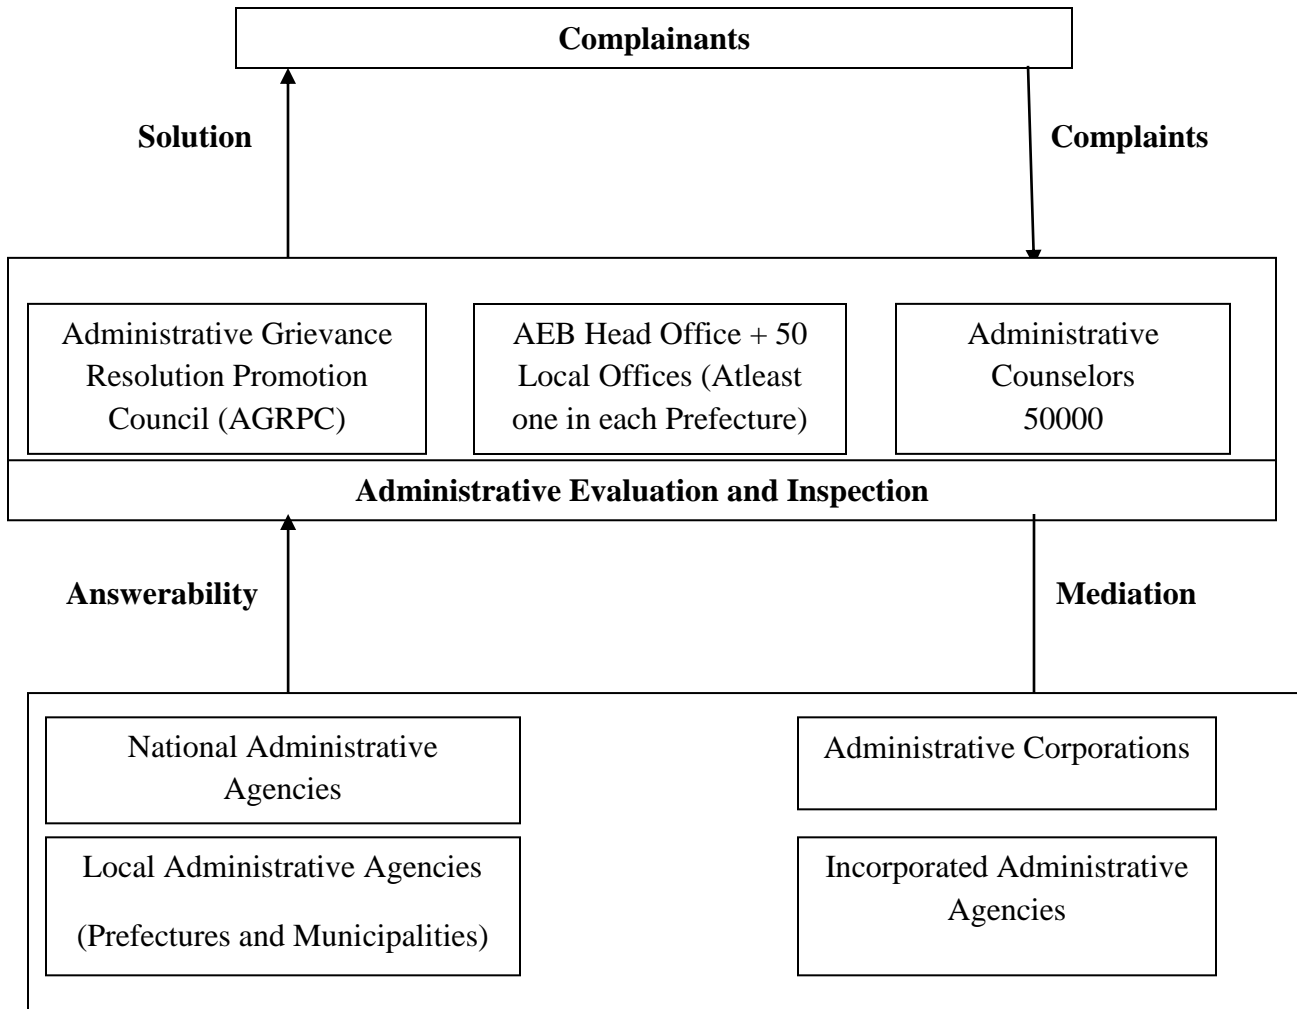 Complainants
Solution
Complaints
Administrative Grievance
Resolution Promotion
Council (AGRPC)
AEB Head Office + 50
Local Offices (Atleast
one in each Prefecture)
Administrative
Counselors
50000
Administrative Evaluation and Inspection
Answerability
Mediation
National Administrative
Agencies
Administrative Corporations
Local Administrative Agencies
(Prefectures and Municipalities)
Incorporated Administrative
Agencies